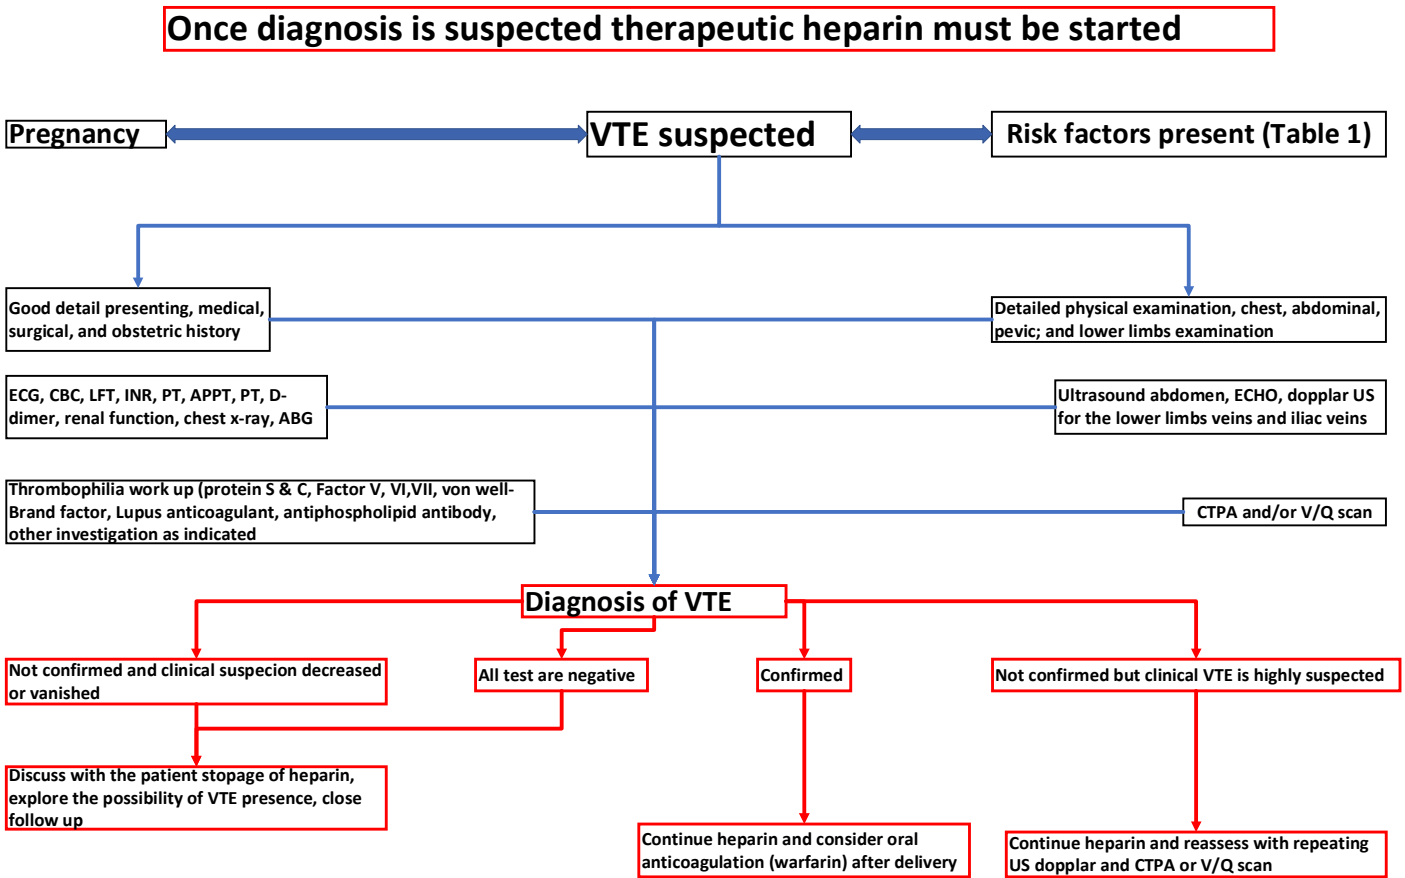 Once diagnosis is suspected therapeutic heparin must be started
Pregnancy
VTE suspected
Risk factors present (Table 1)
Good detail presenting, medical,
surgical, and obstetric history
Detailed physical examination, chest, abdominal,
pevic; and lower limbs examination
ECG, CBC, LFT, INR, PT, APPT, PT, D-
dimer, renal function, chest x-ray, ABG
Ultrasound abdomen, ECHO, dopplar US
for the lower limbs veins and iliac veins
Thrombophilia work up (protein S & C, Factor V, VI,VII, von well-
Brand factor, Lupus anticoagulant, antiphospolipid antibody,
other investigation as indicated
CTPA and/or V/Q scan
Diagnosis of VTE
Not confirmed and clinical suspecion decreased
or vanished
All test are negative
Confirmed
Not confirmed but clinical VTE is highly suspected
Discuss with the patient stopage of heparin,
explore the possibility of VTE presence, close
follow up
Continue heparin and consider oral
anticoagulation (warfarin) after delivery
Continue heparin and reassess with repeating
US dopplar and CTPA or V/Q scan